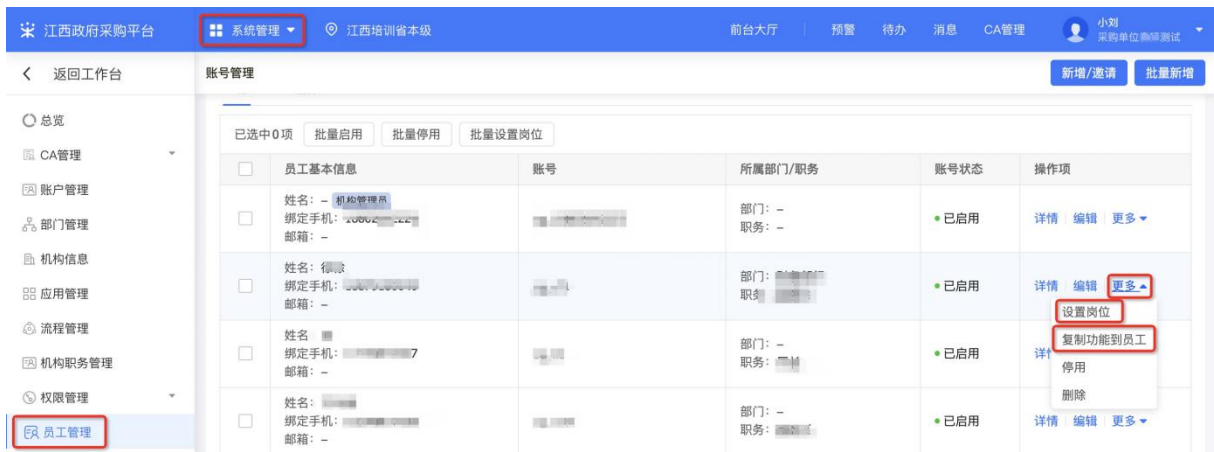 江西政府采购平台 系统管理 江西培训省本级 前台大厅 预警 待办 消息 CA管理 小刘
采购单位 测试
返回工作台 账号管理 新增/邀请 批量新增
总览
CA管理
账户管理
部门管理
机构信息
应用管理
流程管理
机构职务管理
权限管理
员工管理
已选中0项 批量启用 批量停用 批量设置岗位
员工基本信息 账号 所属部门/职务 账号状态 操作项
姓名: – 机构管理员
绑定手机:
邮箱: –
部门: –
职务: –
已启用 详情 编辑 更多
姓名:
绑定手机:
邮箱: –
部门:
职务
已启用 详情 编辑 更多
设置岗位
复制功能到员工
停用
删除
姓名
绑定手机: 7
邮箱: –
部门: –
职务:
已启用 详情
姓名:
绑定手机:
邮箱: –
部门: –
职务:
已启用 详情 编辑 更多